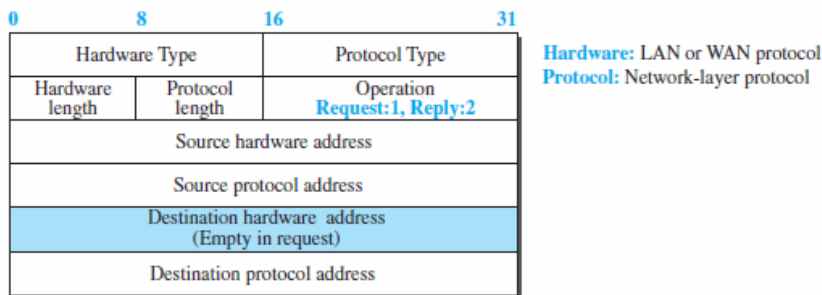 0 8 16 31
Hardware Type Protocol Type
Hardware: LAN or WAN protocol
Protocol: Network-layer protocol
Hardware length
Protocol length
Operation
Request:1, Reply:2
Source hardware address
Source protocol address
Destination hardware address
(Empty in request)
Destination protocol address